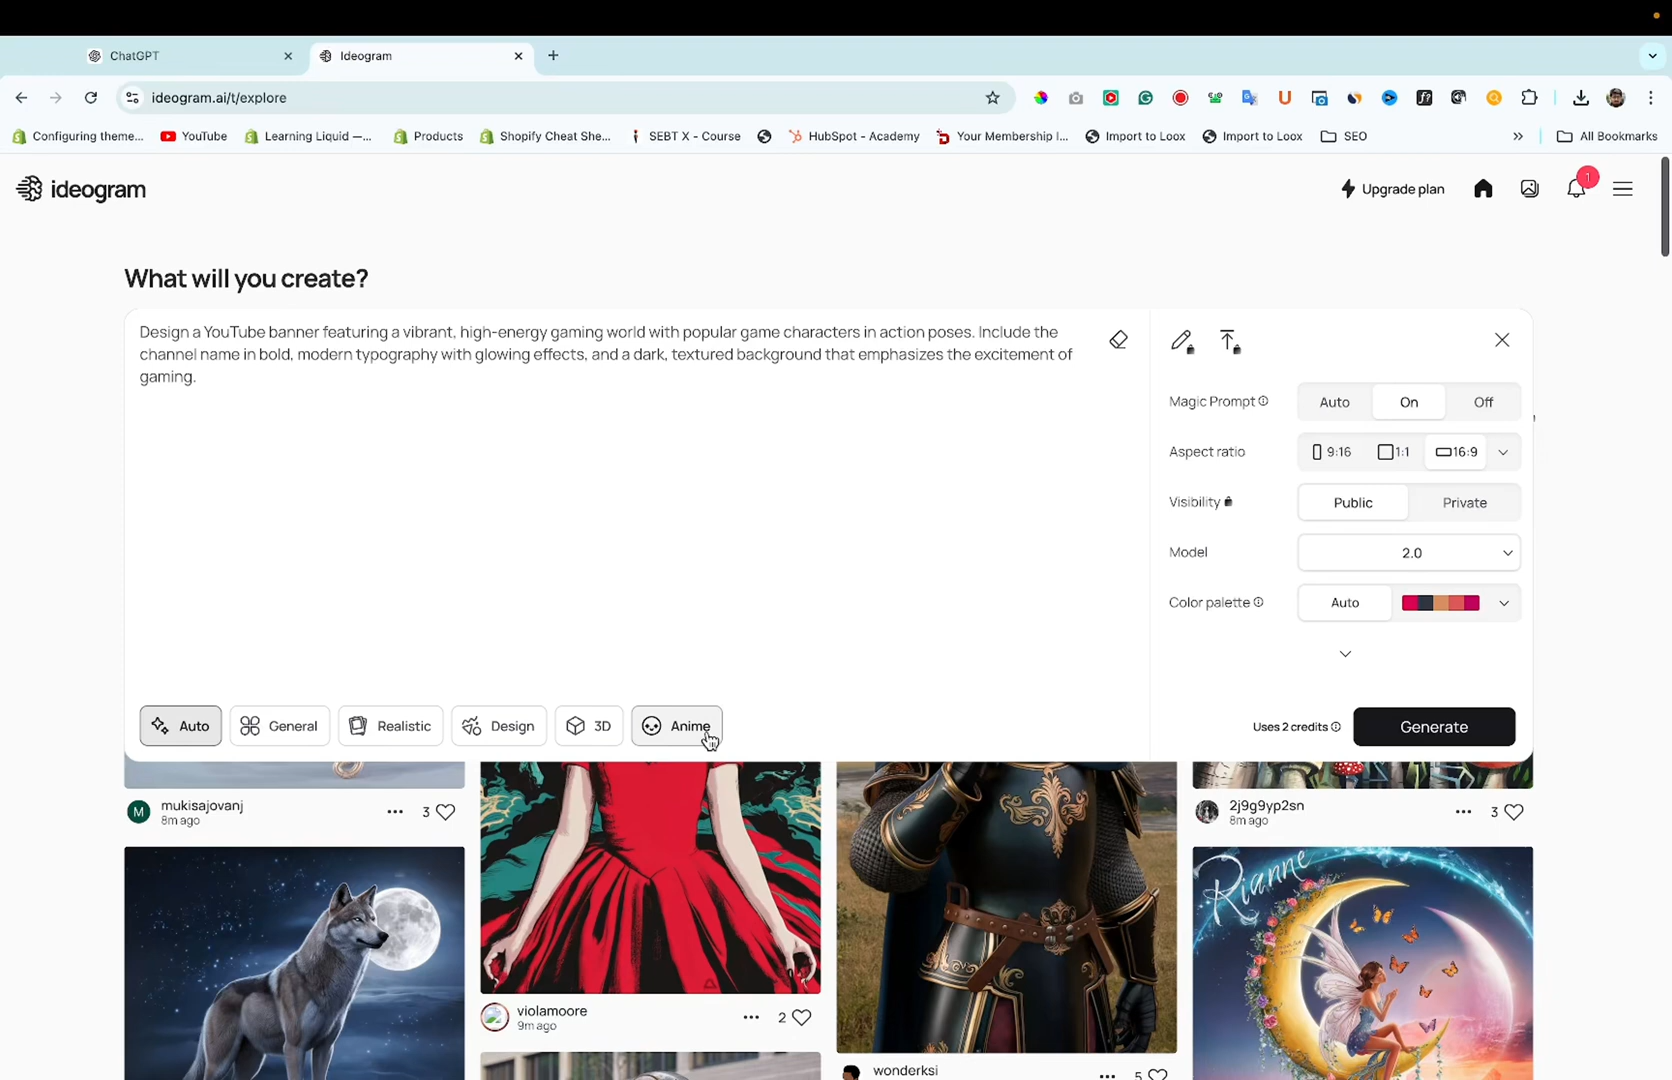 ChatGPT
Ideogram
ideogram.ai/t/explore
Configuring theme...
YouTube
Learning Liquid —...
Products
Shopify Cheat She...
SEBT X - Course
HubSpot - Academy
Your Membership I...
Import to Loox
Import to Loox
SEO
All Bookmarks
ideogram
Upgrade plan
1
What will you create?
Design a YouTube banner featuring a vibrant, high-energy gaming world with popular game characters in action poses. Include the
channel name in bold, modern typography with glowing effects, and a dark, textured background that emphasizes the excitement of
gaming.
Magic Prompt
Auto
On
Off
Aspect ratio
9:16
1:1
16:9
Visibility
Public
Private
Model
2.0
Color palette
Auto
Auto
General
Realistic
Design
3D
Anime
Uses 2 credits
Generate
M
mukisajovanj
8m ago
3
2j9g9yp2sn
8m ago
3
violamoore
9m ago
2
Rianne
wonderksi
5